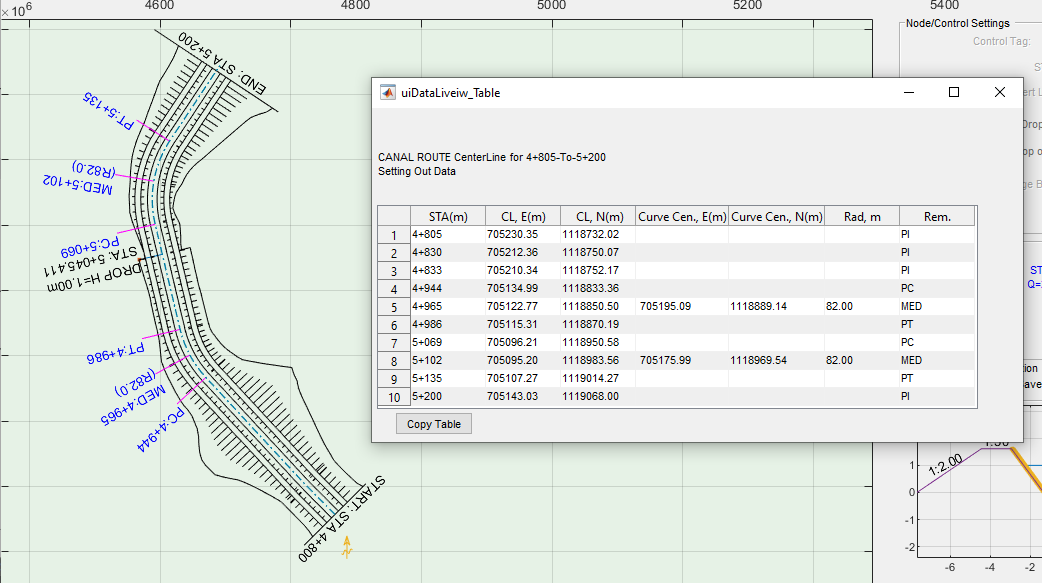 ×10⁶
4600
4800
5000
5200
5400
END: STA 5+200
PT:5+135
(R82.0)
MED:5+102
PC:5+069
STA: 5+045.411
DROP H=1.00m
PT:4+986
(R82.0)
MED:4+965
PC:4+944
START: STA 4+800
Node/Control Settings
Control Tag:
uiDataLiveiw_Table
CANAL ROUTE CenterLine for 4+805-To-5+200
Setting Out Data
STA(m) CL, E(m) CL, N(m) Curve Cen., E(m) Curve Cen., N(m) Rad, m Rem.
1 4+805 705230.35 1118732.02 PI
2 4+830 705212.36 1118750.07 PI
3 4+833 705210.34 1118752.17 PI
4 4+944 705134.99 1118833.36 PC
5 4+965 705122.77 1118850.50 705195.09 1118889.14 82.00 MED
6 4+986 705115.31 1118870.19 PT
7 5+069 705096.21 1118950.58 PC
8 5+102 705095.20 1118983.56 705175.99 1118969.54 82.00 MED
9 5+135 705107.27 1119014.27 PT
10 5+200 705143.03 1119068.00 PI
Copy Table
1:2.00
1
0
-1
-2
-6
-4
-2